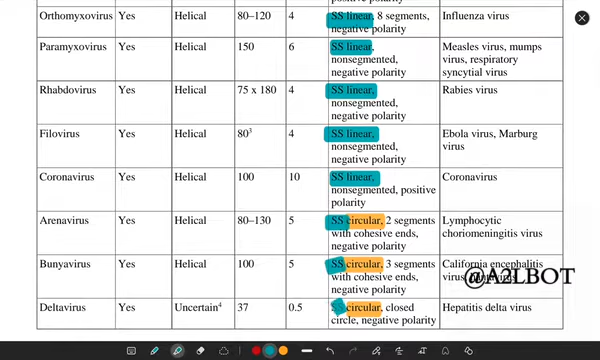 positive polarity
Orthomyxovirus Yes Helical 80–120 4 SS linear, 8 segments, negative polarity Influenza virus
Paramyxovirus Yes Helical 150 6 SS linear, nonsegmented, negative polarity Measles virus, mumps virus, respiratory syncytial virus
Rhabdovirus Yes Helical 75 x 180 4 SS linear, nonsegmented, negative polarity Rabies virus
Filovirus Yes Helical 80³ 4 SS linear, nonsegmented, negative polarity Ebola virus, Marburg virus
Coronavirus Yes Helical 100 10 SS linear, nonsegmented, positive polarity Coronavirus
Arenavirus Yes Helical 80–130 5 SS circular, 2 segments with cohesive ends, negative polarity Lymphocytic choriomeningitis virus
Bunyavirus Yes Helical 100 5 SS circular, 3 segments with cohesive ends, negative polarity California encephalitis virus,
@A2LBOT
Deltavirus Yes Uncertain⁴ 37 0.5 SS circular, closed circle, negative polarity Hepatitis delta virus